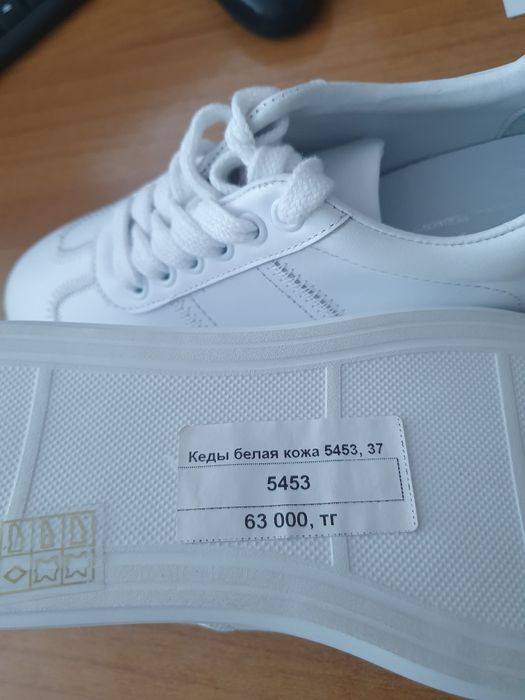 Кеды белая кожа 5453, 37
5453
63 000, тг